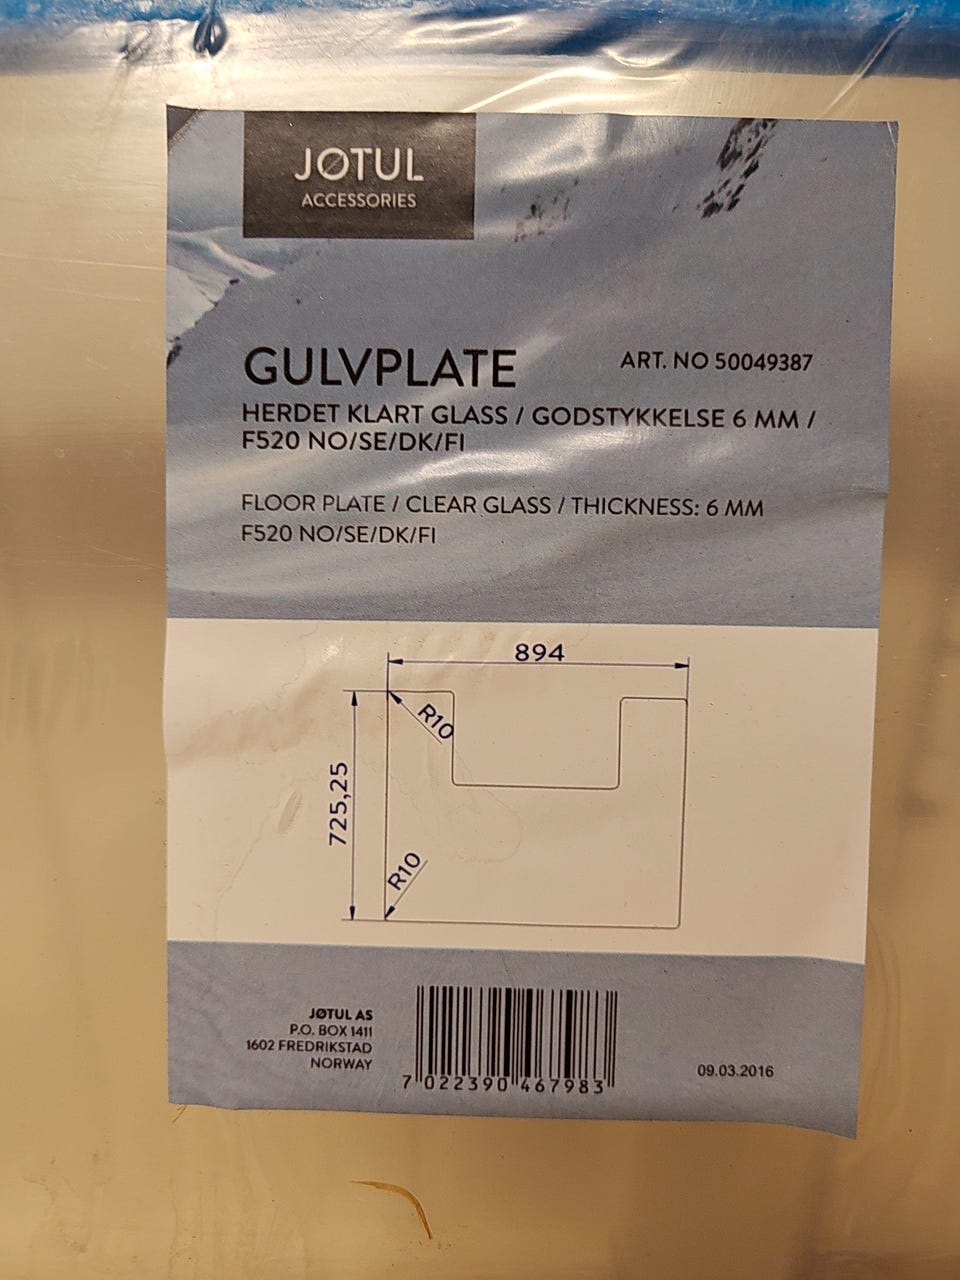 JØTUL
ACCESSORIES
GULVPLATE
ART. NO 50049387
HERDET KLART GLASS / GODSTYKKELSE 6 MM /
F520 NO/SE/DK/FI
FLOOR PLATE / CLEAR GLASS / THICKNESS: 6 MM
F520 NO/SE/DK/FI
894
R10
725,25
R10
JØTUL AS
P.O. BOX 1411
1602 FREDRIKSTAD
NORWAY
7 022390 467983
09.03.2016